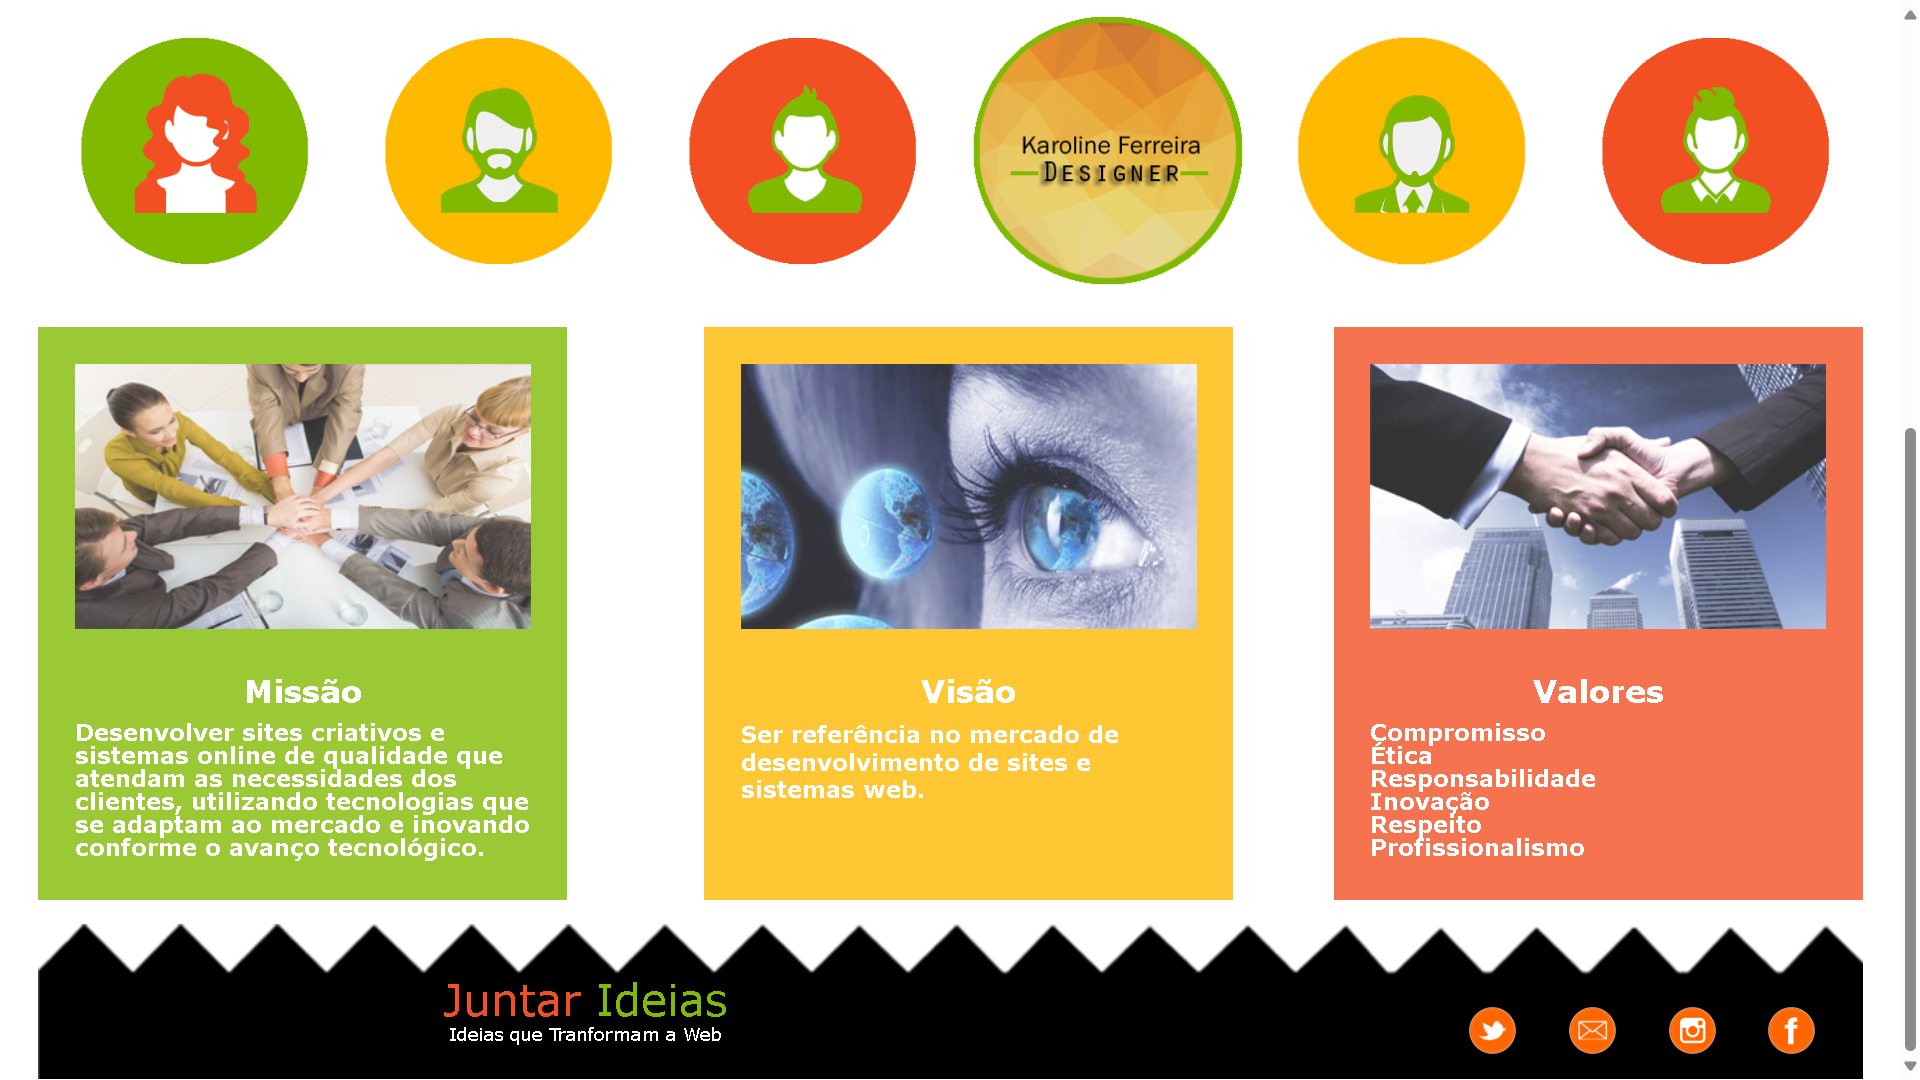 Karoline Ferreira
DESIGNER
Missão
Desenvolver sites criativos e
sistemas online de qualidade que
atendam as necessidades dos
clientes, utilizando tecnologias que
se adaptam ao mercado e inovando
conforme o avanço tecnológico.
Visão
Ser referência no mercado de
desenvolvimento de sites e
sistemas web.
Valores
Compromisso
Ética
Responsabilidade
Inovação
Respeito
Profissionalismo
Juntar Ideias
Ideias que Tranformam a Web